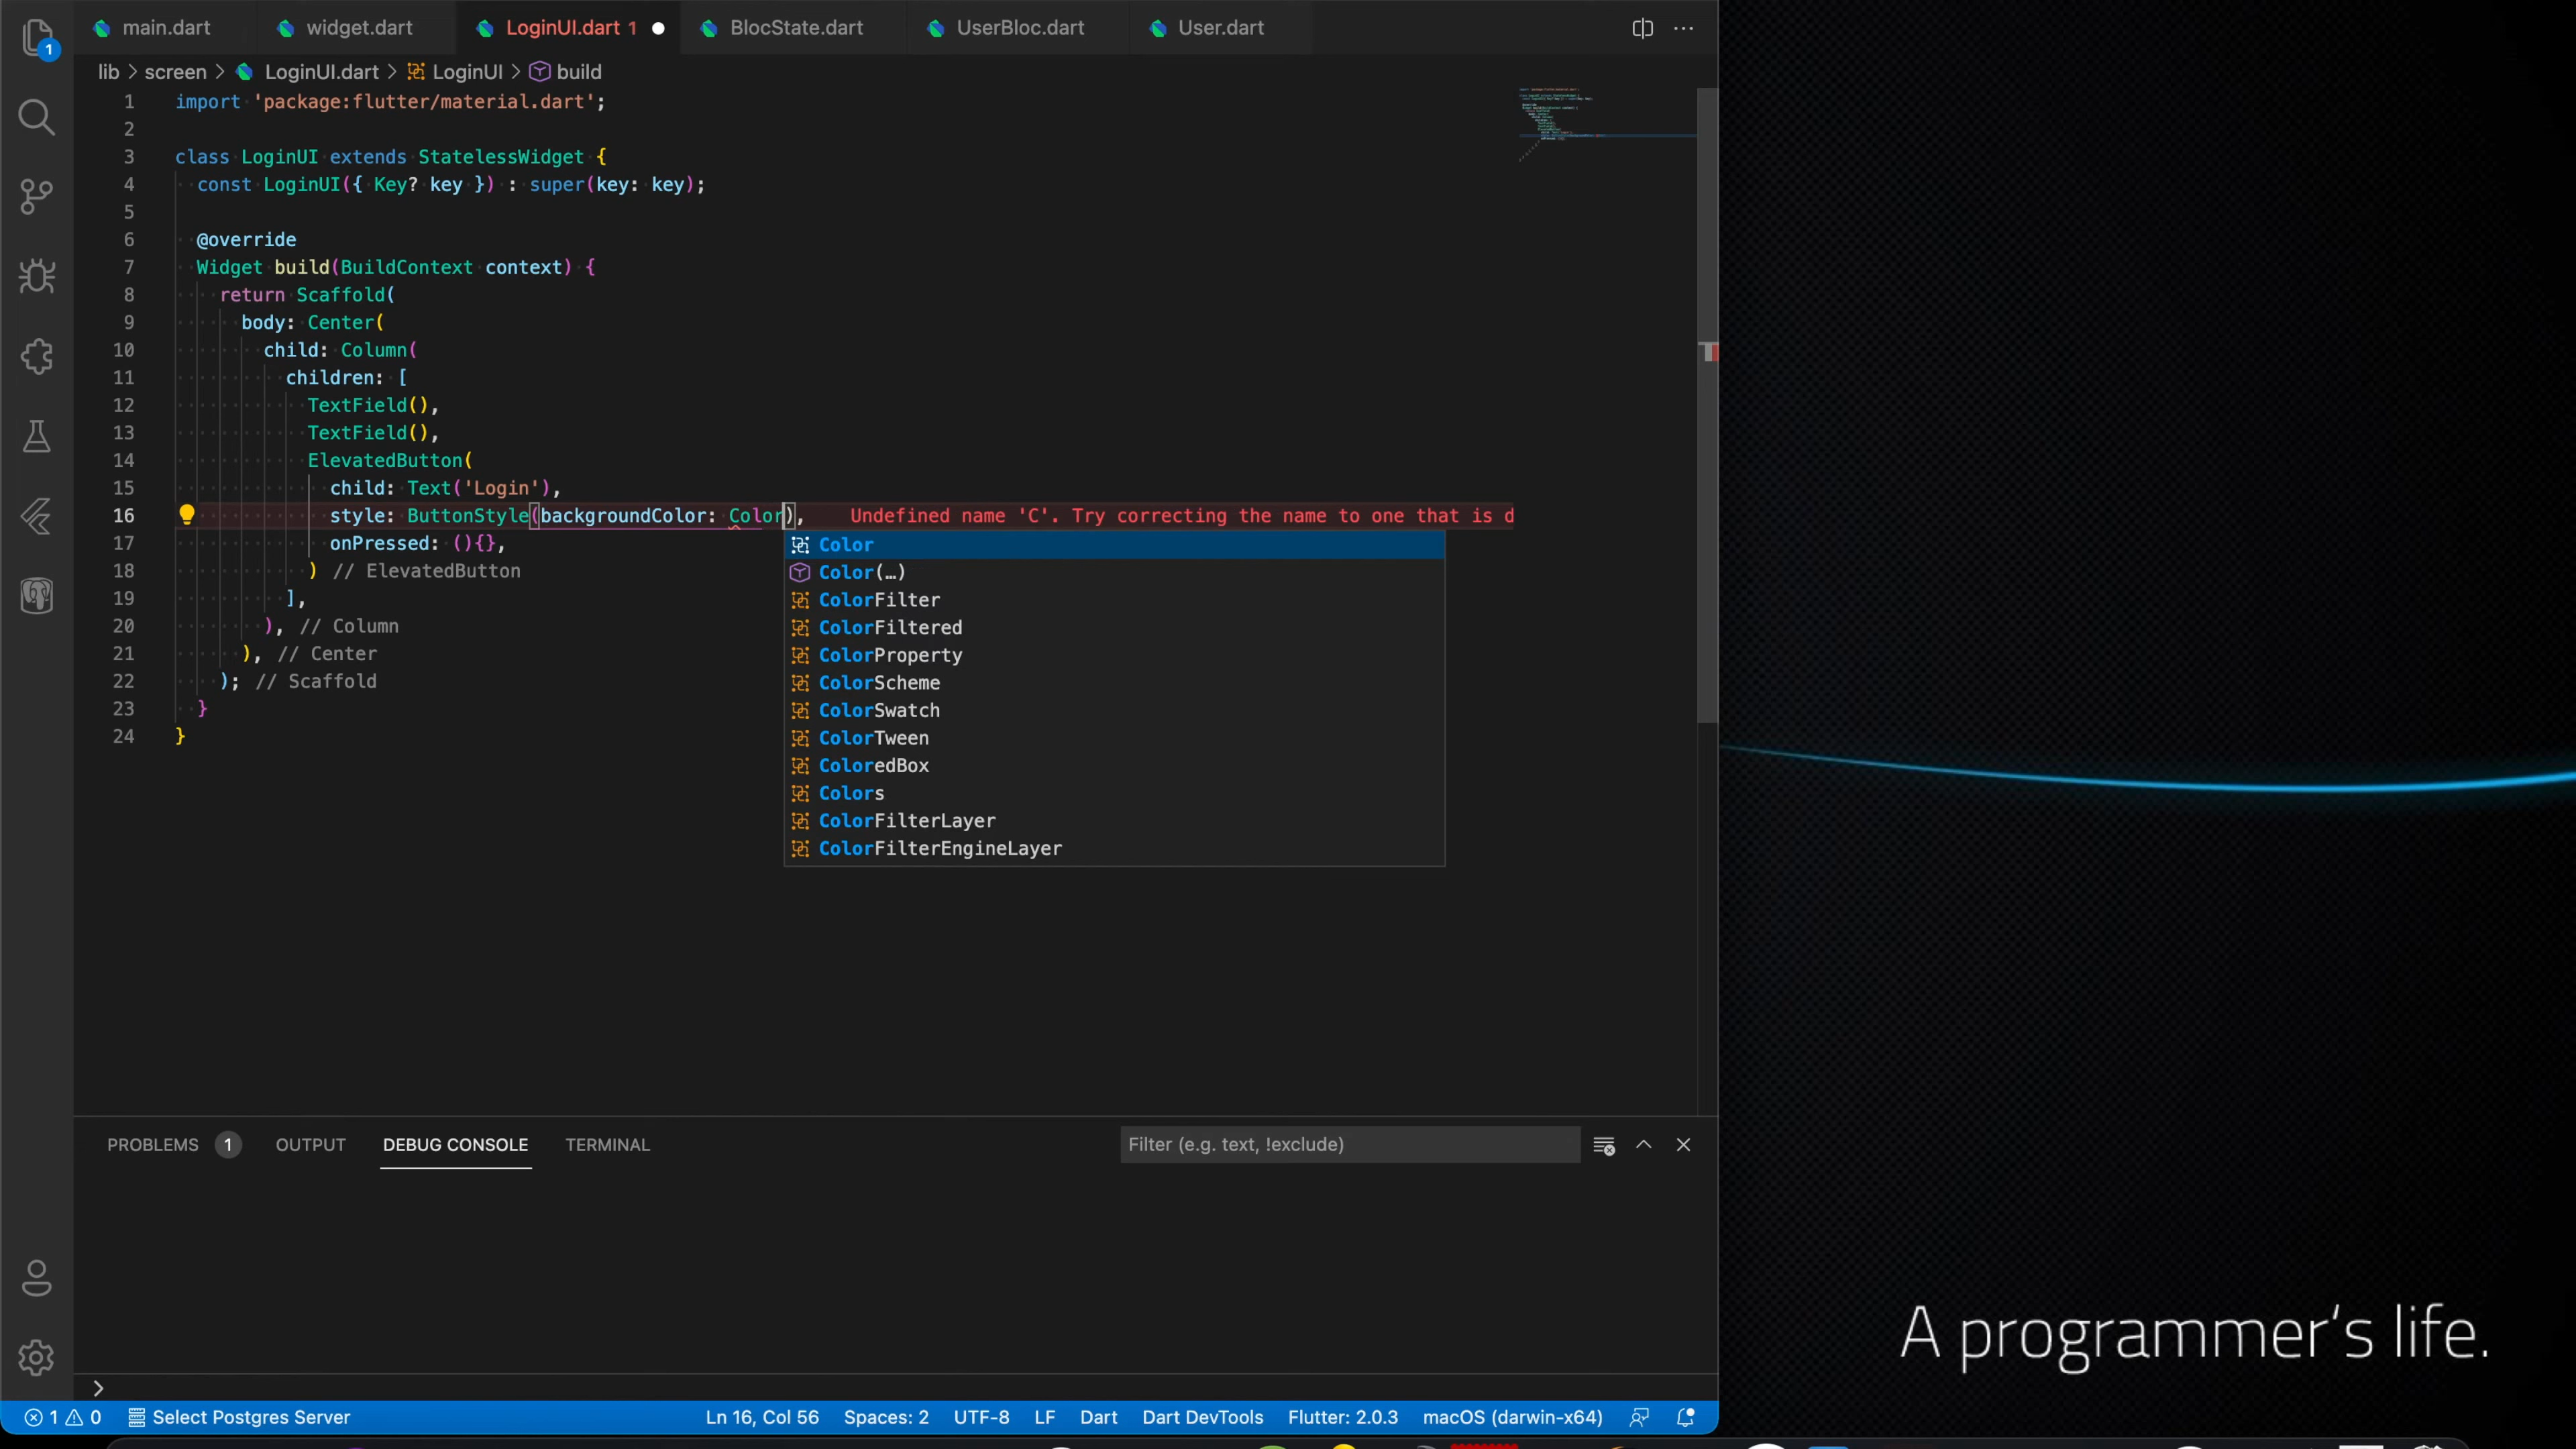 main.dart
widget.dart
LoginUI.dart 1
BlocState.dart
UserBloc.dart
User.dart
1
lib > screen > LoginUI.dart > LoginUI > build
1 import 'package:flutter/material.dart';
2
3 class LoginUI extends StatelessWidget {
4 const LoginUI({ Key? key }) : super(key: key);
5
6 @override
7 Widget build(BuildContext context) {
8 return Scaffold(
9 body: Center(
10 child: Column(
11 children: [
12 TextField(),
13 TextField(),
14 ElevatedButton(
15 child: Text('Login'),
16 style: ButtonStyle(backgroundColor: Color), Undefined name 'C'. Try correcting the name to one that is d
17 onPressed: (){},
18 ) // ElevatedButton
19 ],
20 ), // Column
21 ), // Center
22 ); // Scaffold
23 }
24 }
Color
Color(…)
ColorFilter
ColorFiltered
ColorProperty
ColorScheme
ColorSwatch
ColorTween
ColoredBox
Colors
ColorFilterLayer
ColorFilterEngineLayer
PROBLEMS 1 OUTPUT DEBUG CONSOLE TERMINAL Filter (e.g. text, !exclude)
>
1 0 Select Postgres Server Ln 16, Col 56 Spaces: 2 UTF-8 LF Dart Dart DevTools Flutter: 2.0.3 macOS (darwin-x64)
A programmer's life.